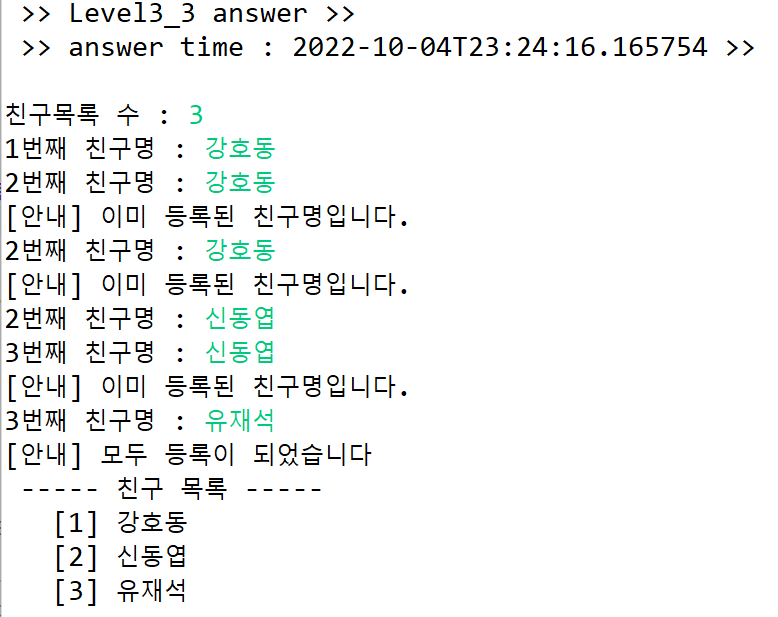 >> Level3_3 answer >>
>> answer time : 2022-10-04T23:24:16.165754 >>
친구목록 수 : 3
1번째 친구명 : 강호동
2번째 친구명 : 강호동
[안내] 이미 등록된 친구명입니다.
2번째 친구명 : 강호동
[안내] 이미 등록된 친구명입니다.
2번째 친구명 : 신동엽
3번째 친구명 : 신동엽
[안내] 이미 등록된 친구명입니다.
3번째 친구명 : 유재석
[안내] 모두 등록이 되었습니다
----- 친구 목록 -----
[1] 강호동
[2] 신동엽
[3] 유재석